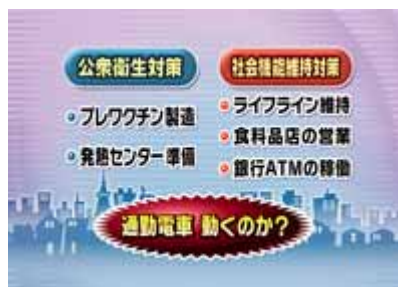 公衆衛生対策
・プレワクチン製造
・発熱センター準備
社会機能維持対策
・ライフライン維持
・食料品店の営業
・銀行ATMの稼働
通勤電車 動くのか?